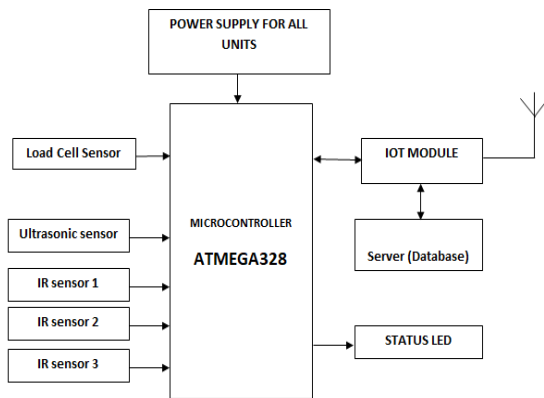 POWER SUPPLY FOR ALL
UNITS
Load Cell Sensor
Ultrasonic sensor
IR sensor 1
IR sensor 2
IR sensor 3
MICROCONTROLLER
ATMEGA328
IOT MODULE
Server (Database)
STATUS LED